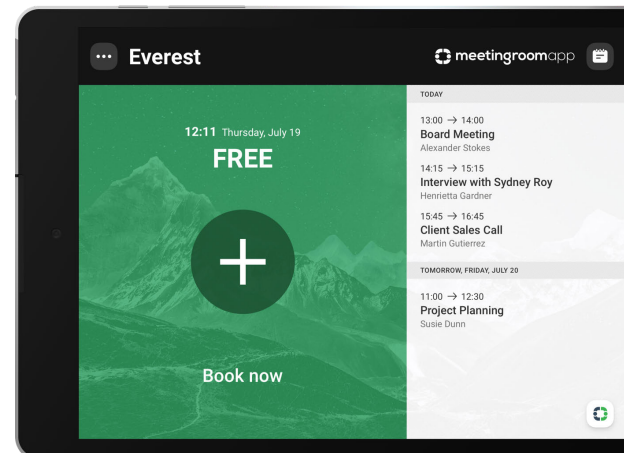 Everest
meetingroomapp
12:11 Thursday, July 19
FREE
Book now
TODAY
13:00 → 14:00
Board Meeting
Alexander Stokes
14:15 → 15:15
Interview with Sydney Roy
Henrietta Gardner
15:45 → 16:45
Client Sales Call
Martin Gutierrez
TOMORROW, FRIDAY, JULY 20
11:00 → 12:30
Project Planning
Susie Dunn